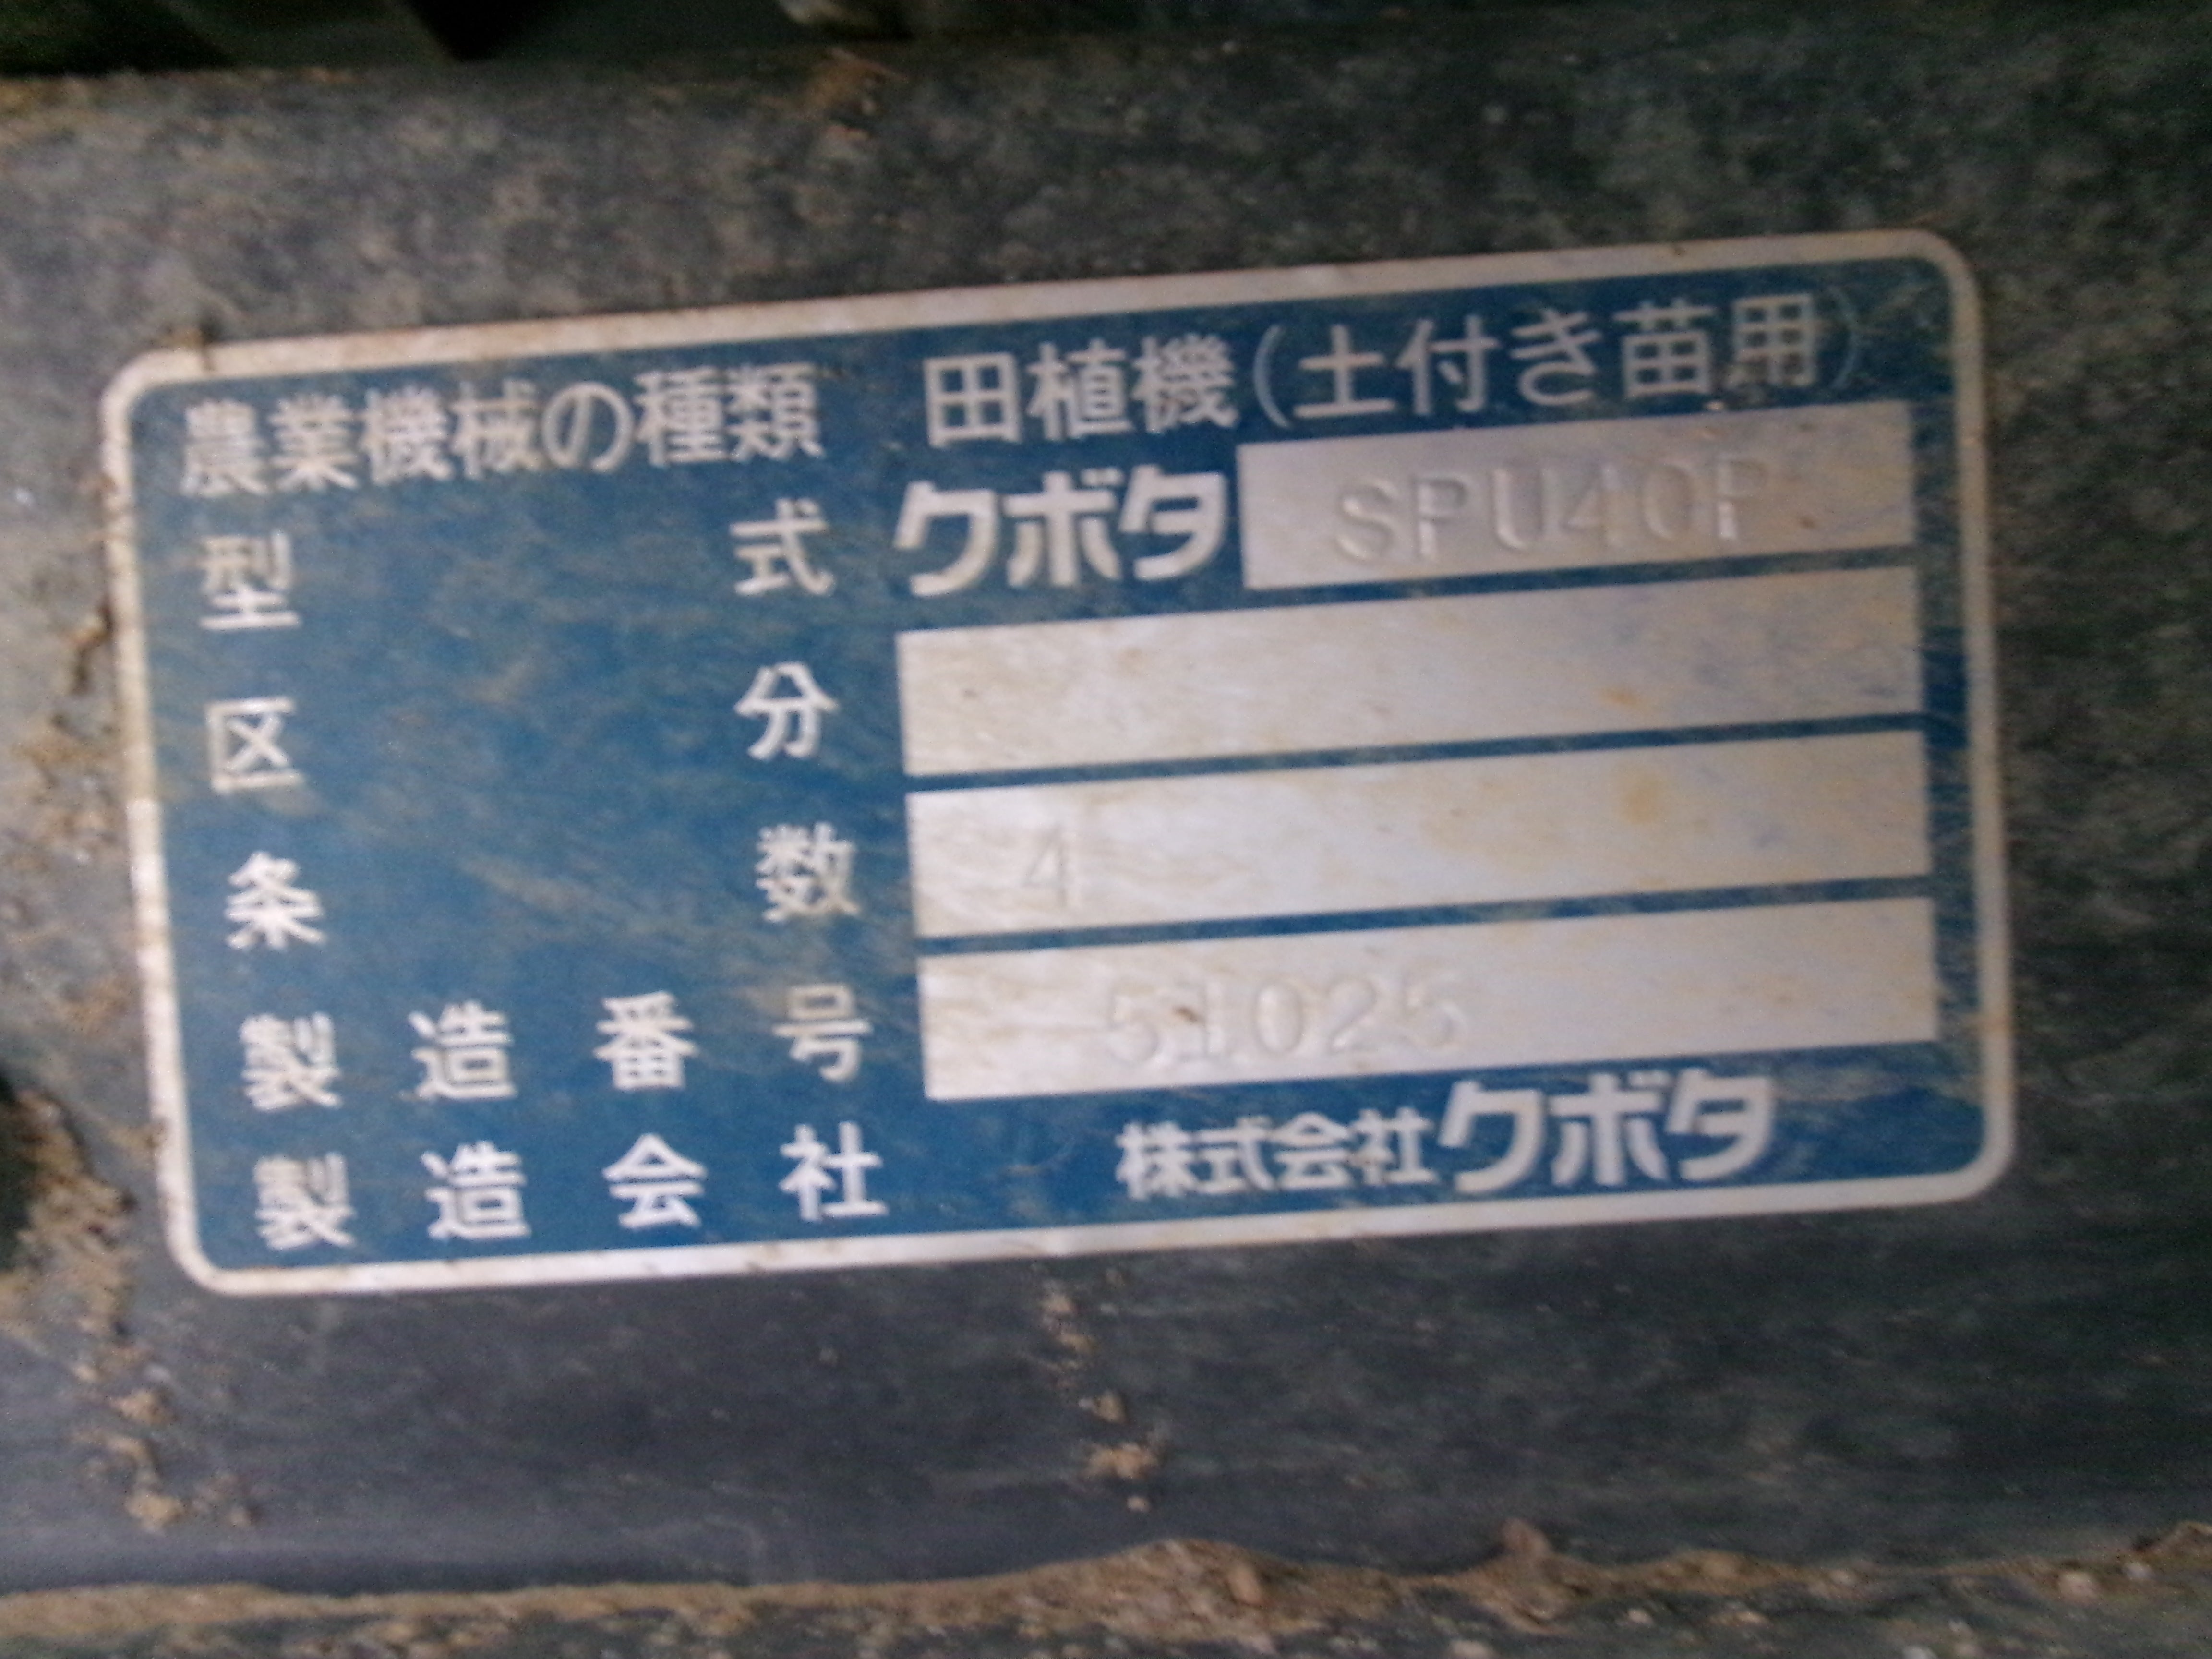 農業機械の種類 田植機(土付き苗用)
型式 クボタ SPU40P
区分
条数 4
製造番号 51025
製造会社 株式会社クボタ